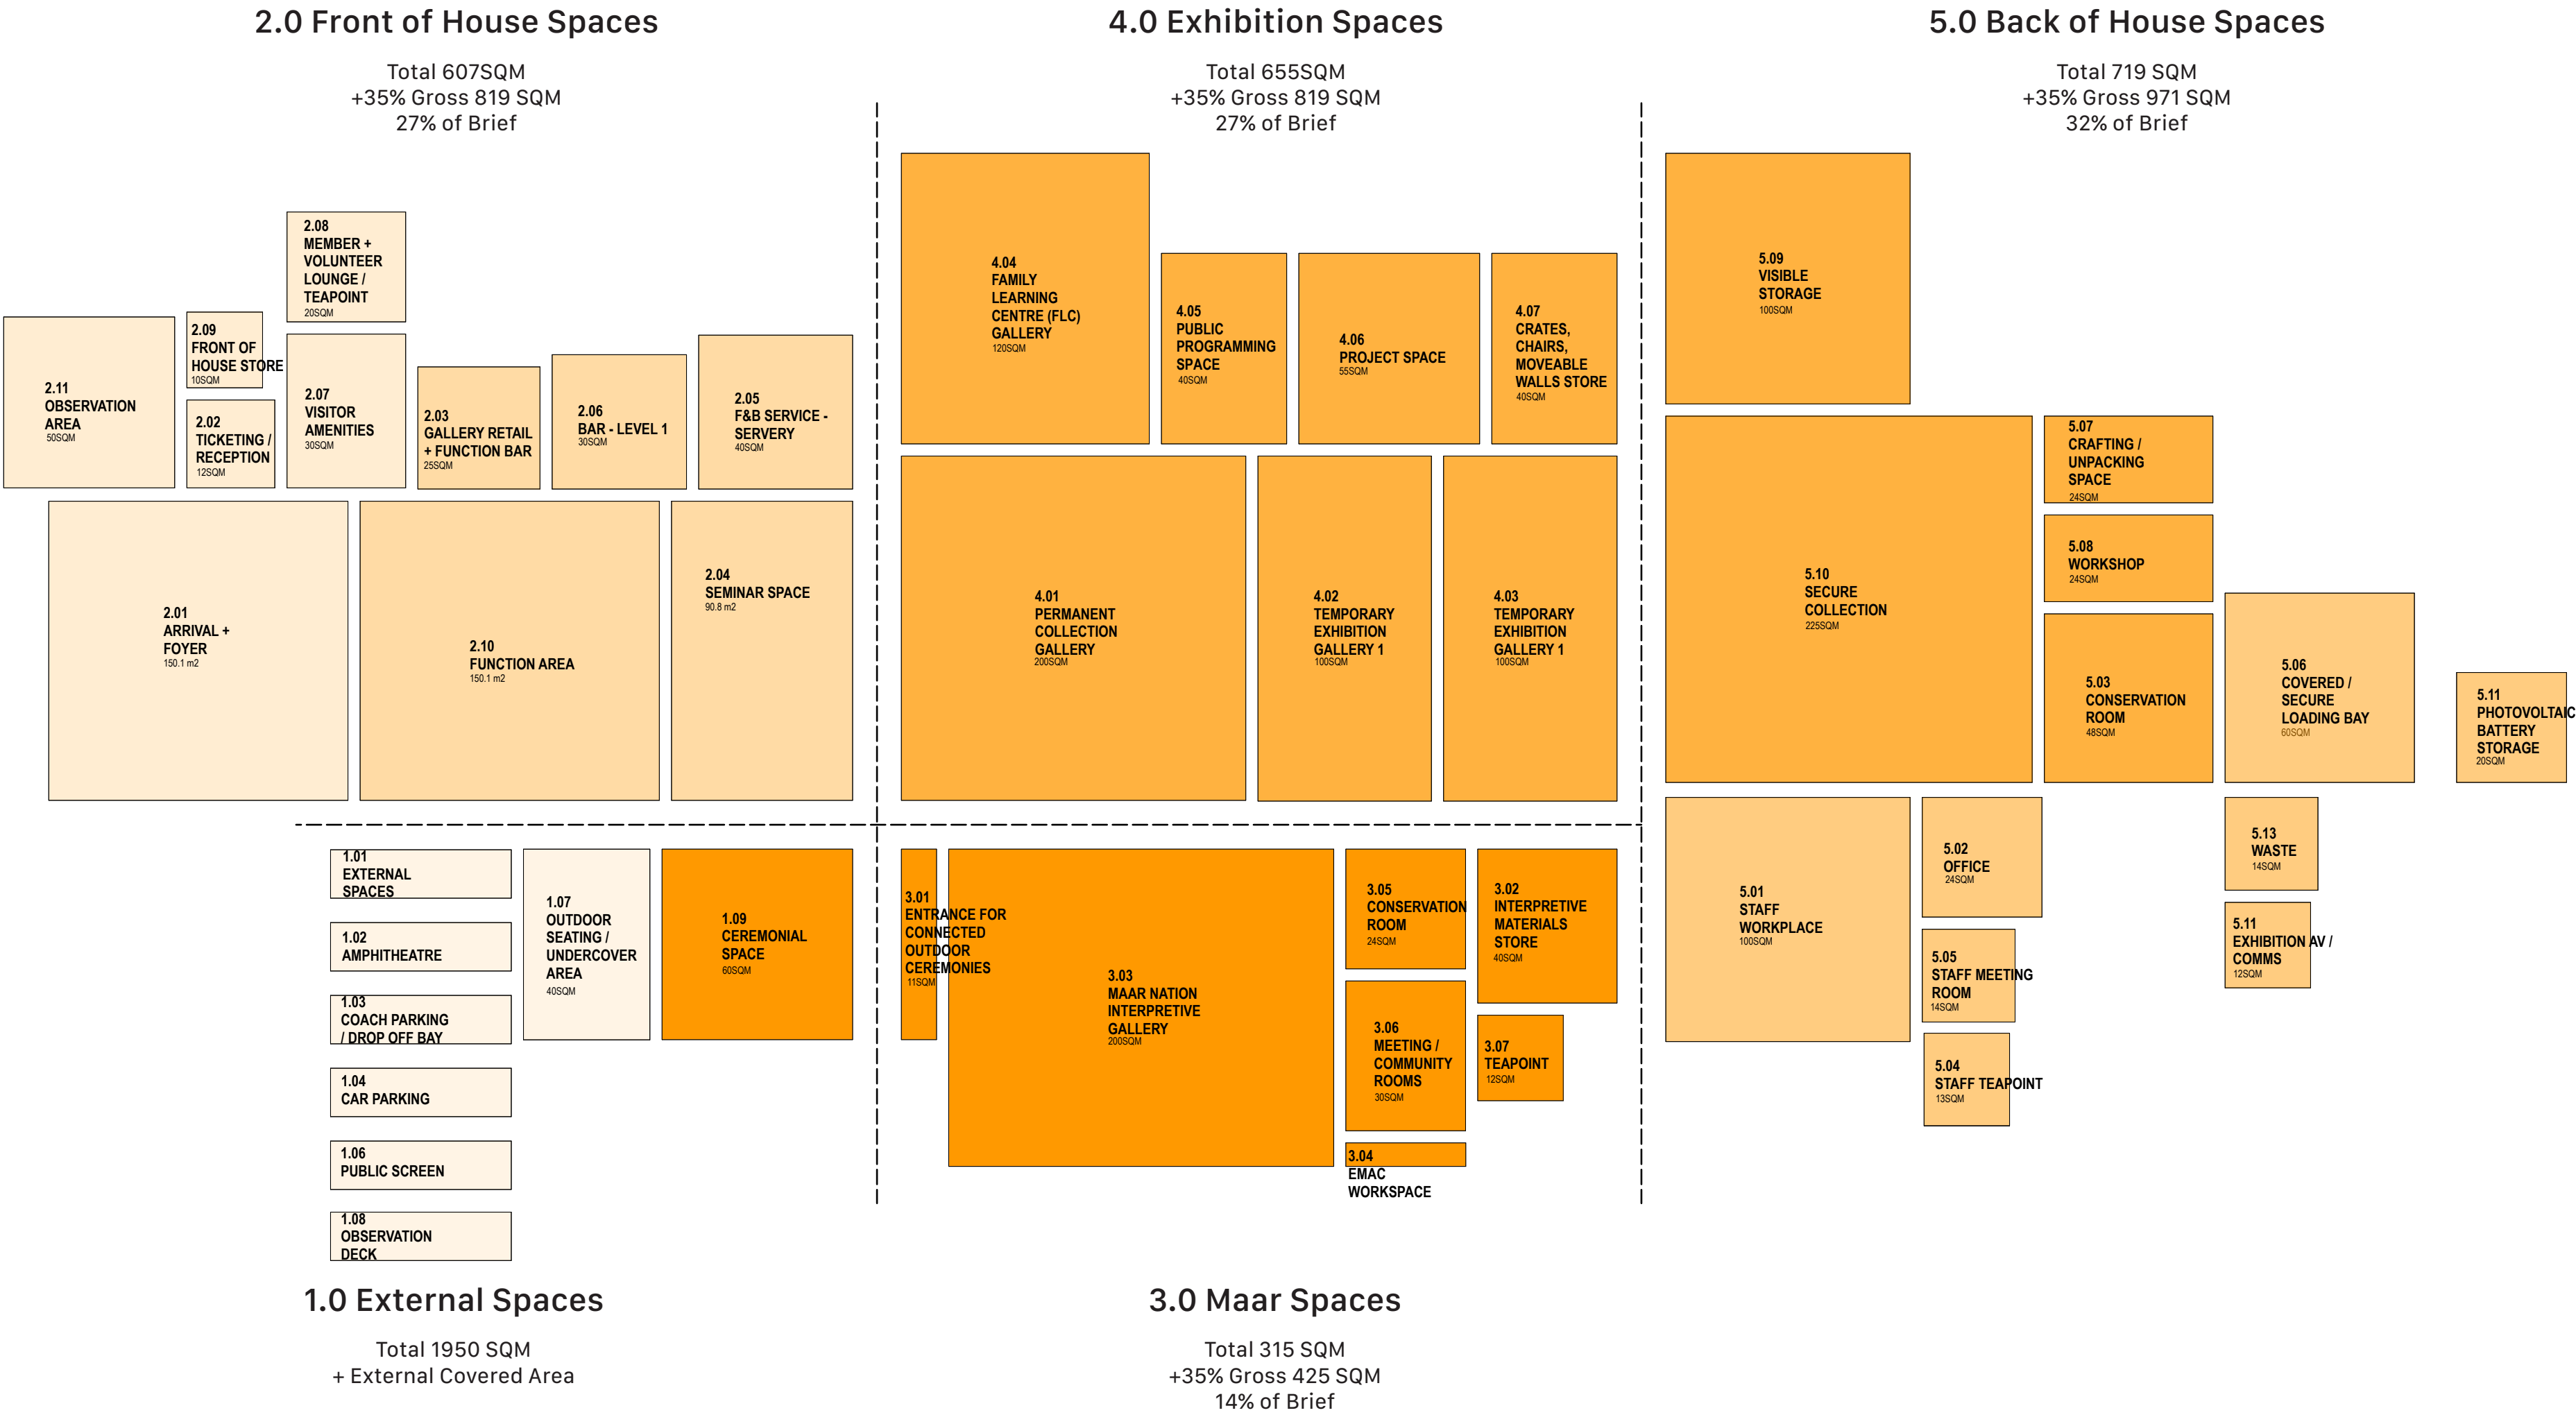 2.0 Front of House Spaces
Total 607SQM
+35% Gross 819 SQM
27% of Brief
2.08
MEMBER +
VOLUNTEER
LOUNGE /
TEAPOINT
20SQM
2.11
OBSERVATION
AREA
50SQM
2.09
FRONT OF
HOUSE STORE
10SQM
2.02
TICKETING /
RECEPTION
12SQM
2.07
VISITOR
AMENITIES
30SQM
2.03
GALLERY RETAIL
+ FUNCTION BAR
25SQM
2.06
BAR - LEVEL 1
30SQM
2.05
F&B SERVICE -
SERVERY
40SQM
2.01
ARRIVAL +
FOYER
150.1 m2
2.10
FUNCTION AREA
150.1 m2
2.04
SEMINAR SPACE
90.8 m2
4.0 Exhibition Spaces
Total 655SQM
+35% Gross 819 SQM
27% of Brief
4.04
FAMILY
LEARNING
CENTRE (FLC)
GALLERY
120SQM
4.05
PUBLIC
PROGRAMMING
SPACE
40SQM
4.06
PROJECT SPACE
55SQM
4.07
CRATES,
CHAIRS,
MOVEABLE
WALLS STORE
40SQM
4.01
PERMANENT
COLLECTION
GALLERY
200SQM
4.02
TEMPORARY
EXHIBITION
GALLERY 1
100SQM
4.03
TEMPORARY
EXHIBITION
GALLERY 1
100SQM
5.0 Back of House Spaces
Total 719 SQM
+35% Gross 971 SQM
32% of Brief
5.09
VISIBLE
STORAGE
100SQM
5.10
SECURE
COLLECTION
225SQM
5.07
CRAFTING /
UNPACKING
SPACE
24SQM
5.08
WORKSHOP
24SQM
5.03
CONSERVATION
ROOM
48SQM
5.06
COVERED /
SECURE
LOADING BAY
60SQM
5.11
PHOTOVOLTAIC
BATTERY
STORAGE
20SQM
5.01
STAFF
WORKPLACE
100SQM
5.02
OFFICE
24SQM
5.05
STAFF MEETING
ROOM
14SQM
5.04
STAFF TEAPOINT
13SQM
5.13
WASTE
14SQM
5.11
EXHIBITION AV /
COMMS
12SQM
1.01
EXTERNAL
SPACES
1.02
AMPHITHEATRE
1.03
COACH PARKING
/ DROP OFF BAY
1.04
CAR PARKING
1.06
PUBLIC SCREEN
1.08
OBSERVATION
DECK
1.07
OUTDOOR
SEATING /
UNDERCOVER
AREA
40SQM
1.09
CEREMONIAL
SPACE
60SQM
1.0 External Spaces
Total 1950 SQM
+ External Covered Area
3.01
ENTRANCE FOR
CONNECTED
OUTDOOR
CEREMONIES
11SQM
3.03
MAAR NATION
INTERPRETIVE
GALLERY
200SQM
3.05
CONSERVATION
ROOM
24SQM
3.02
INTERPRETIVE
MATERIALS
STORE
40SQM
3.06
MEETING /
COMMUNITY
ROOMS
30SQM
3.07
TEAPOINT
12SQM
3.04
EMAC
WORKSPACE
3.0 Maar Spaces
Total 315 SQM
+35% Gross 425 SQM
14% of Brief